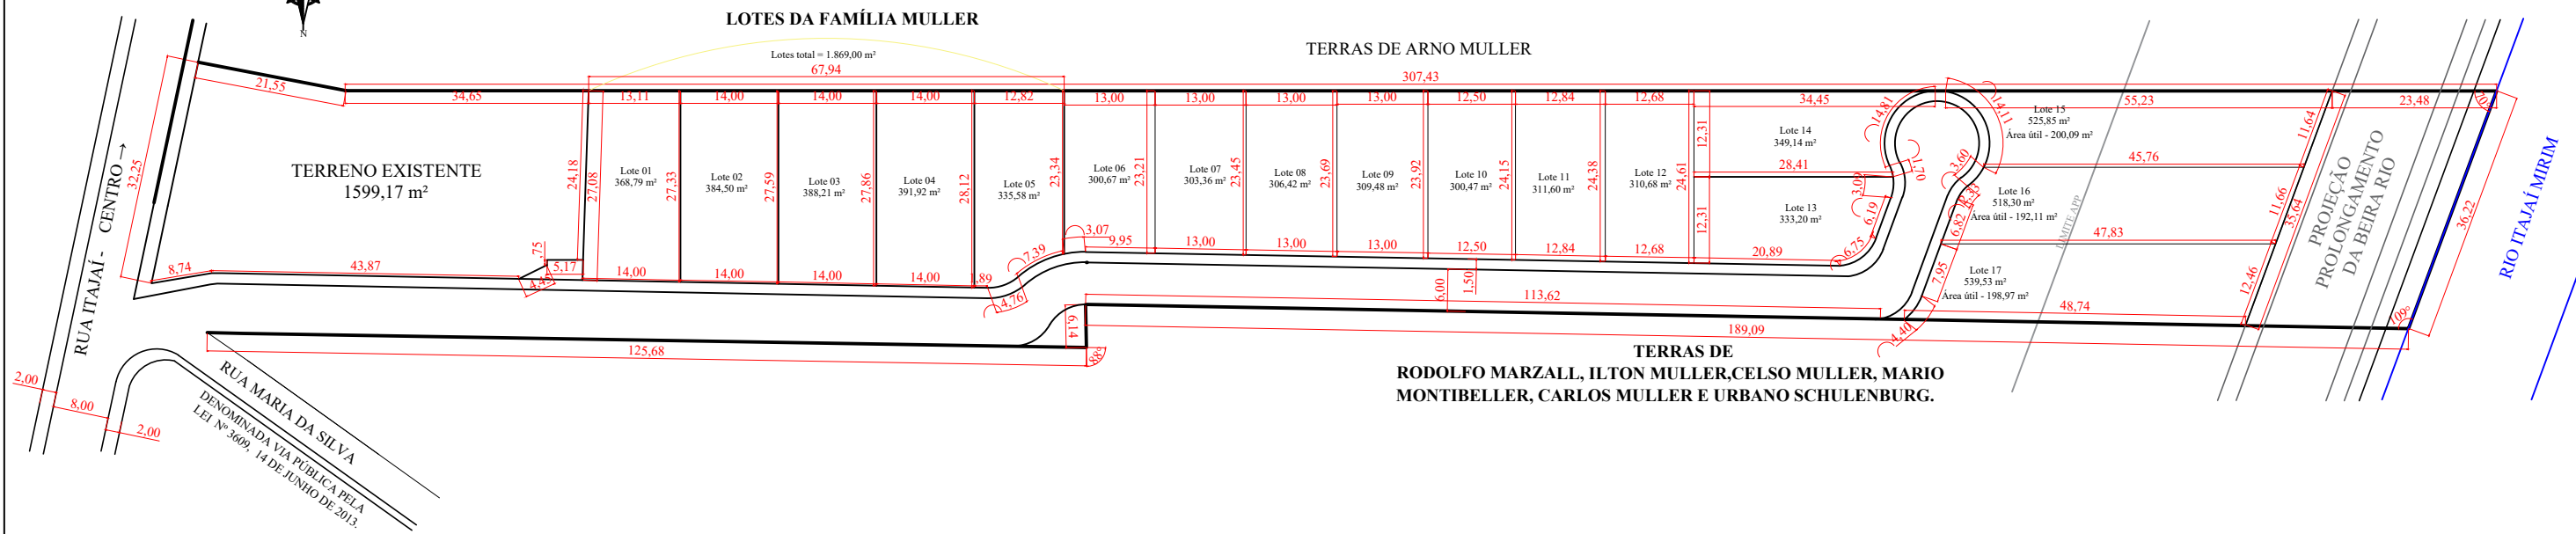 N
LOTES DA FAMÍLIA MULLER
Lotes total = 1.869,00 m²
67,94
TERRAS DE ARNO MULLER
307,43
21,55
34,65
13,11
14,00
14,00
14,00
12,82
13,00
13,00
13,00
13,00
12,50
12,84
12,68
34,45
55,23
23,48
70°
32,25
RUA ITAJAÍ - CENTRO →
TERRENO EXISTENTE
1599,17 m²
24,18
27,08
Lote 01
368,79 m²
27,33
Lote 02
384,50 m²
27,59
Lote 03
388,21 m²
27,86
Lote 04
391,92 m²
28,12
Lote 05
335,58 m²
23,34
Lote 06
300,67 m²
23,21
Lote 07
303,36 m²
23,45
Lote 08
306,42 m²
23,69
Lote 09
309,48 m²
23,92
Lote 10
300,47 m²
24,15
Lote 11
311,60 m²
24,38
Lote 12
310,68 m²
24,61
12,31
12,31
Lote 14
349,14 m²
28,41
Lote 13
333,20 m²
14,81
14,11
1,70
3,60
3,09
6,19
6,75
Lote 15
525,85 m²
Área útil - 200,09 m²
45,76
11,64
Lote 16
518,30 m²
Área útil - 192,11 m²
6,82
47,83
11,66
35,64
Lote 17
539,53 m²
Área útil - 198,97 m²
7,95
48,74
12,46
4,40
LIMITE APP
PROJEÇÃO
PROLONGAMENTO
DA BEIRA RIO
36,22
RIO ITAJAÍ MIRIM
109°
8,74
43,87
,75
5,17
4,49
14,00
14,00
14,00
14,00
1,89
7,39
4,76
3,07
9,95
13,00
13,00
13,00
12,50
12,84
12,68
20,89
6,00
1,50
113,62
6,14
189,09
88°
125,68
TERRAS DE
RODOLFO MARZALL, ILTON MULLER,CELSO MULLER, MARIO
MONTIBELLER, CARLOS MULLER E URBANO SCHULENBURG.
2,00
8,00
2,00
RUA MARIA DA SILVA
DENOMINADA VIA PÚBLICA PELA
LEI Nº 3609, 14 DE JUNHO DE 2013.